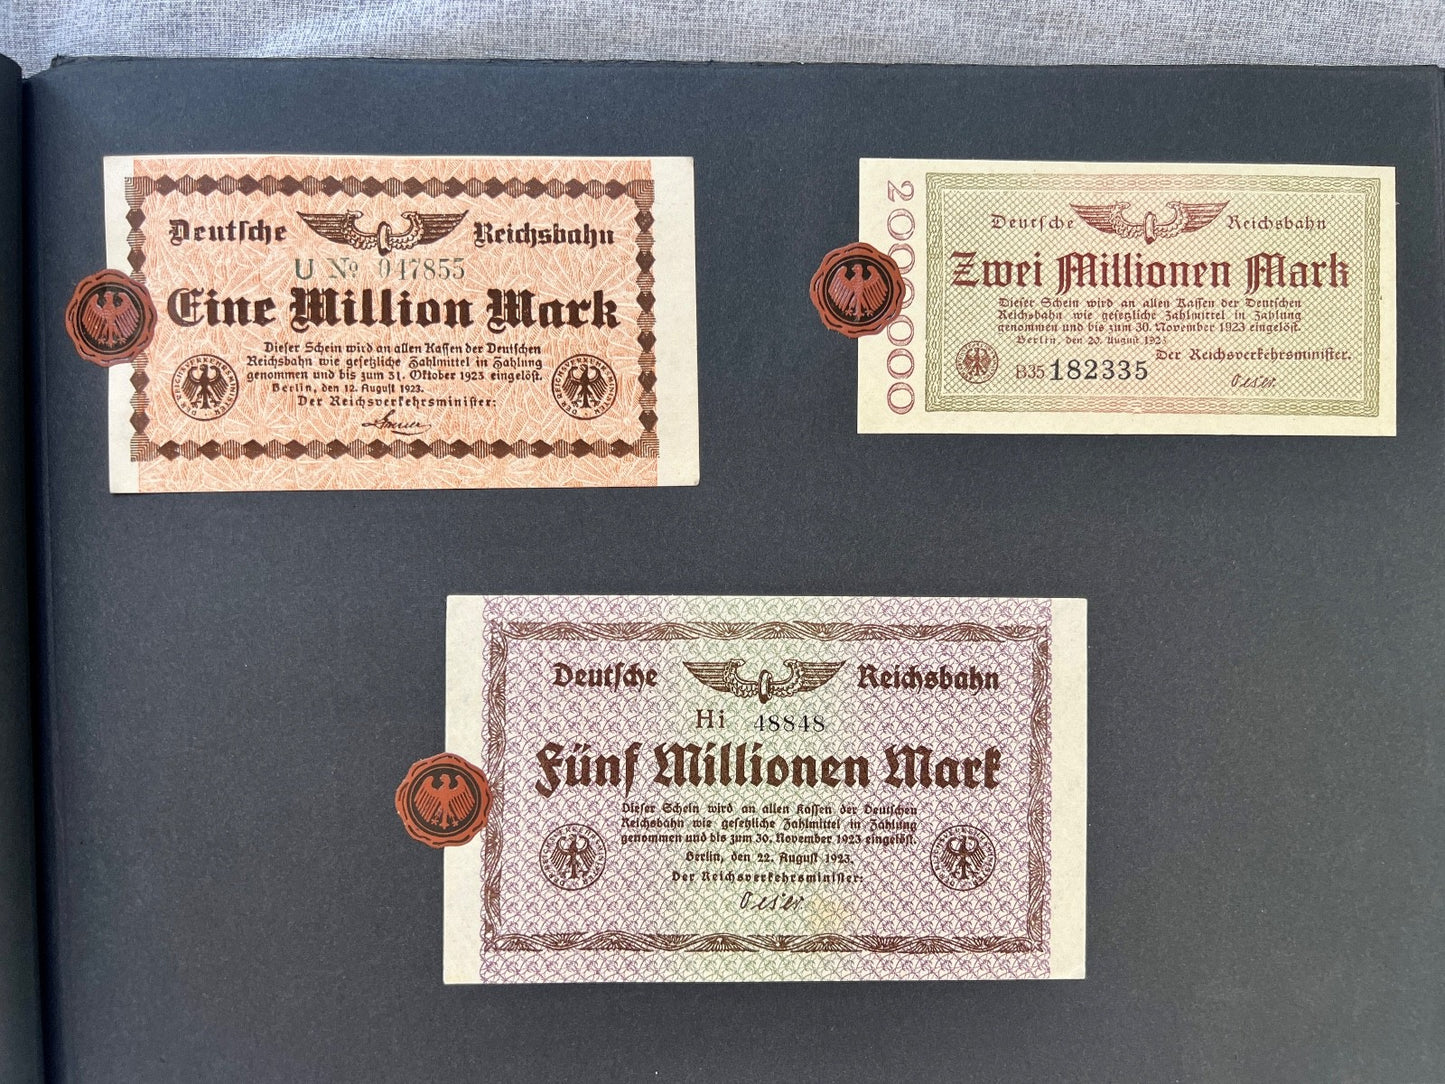 Deutsche Reichsbahn
U No 047855
Eine Million Mark
Dieser Schein wird an allen Kassen der Deutschen
Reichsbahn wie gesetzliche Zahlmittel in Zahlung
genommen und bis zum 31. Oktober 1923 eingelöst.
Berlin, den 12. August 1923.
Der Reichsverkehrsminister:
2000000
Deutsche Reichsbahn
Zwei Millionen Mark
Dieser Schein wird an allen Kassen der Deutschen
Reichsbahn wie gesetzliche Zahlmittel in Zahlung
genommen und bis zum 30. November 1923 eingelöst.
Berlin, den 20. August 1923
Der Reichsverkehrsminister.
B35 182335
Oeser
Deutsche Reichsbahn
Hi 48848
Fünf Millionen Mark
Dieser Schein wird an allen Kassen der Deutschen
Reichsbahn wie gesetzliche Zahlmittel in Zahlung
genommen und bis zum 30. November 1923 eingelöst.
Berlin, den 22. August 1923.
Der Reichsverkehrsminister:
Oeser